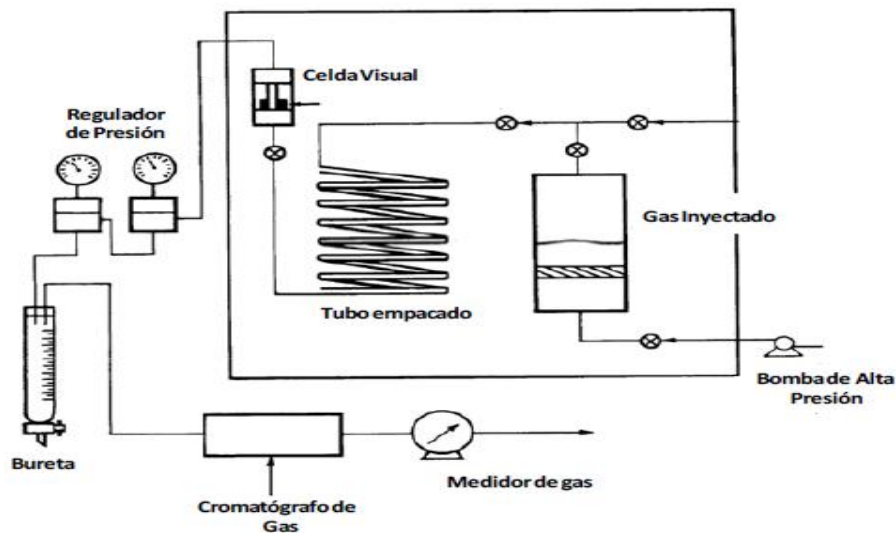 Celda Visual
Regulador
de Presión
Gas Inyectado
Tubo empacado
Bomba de Alta
Presión
Bureta
Medidor de gas
Cromatógrafo de
Gas